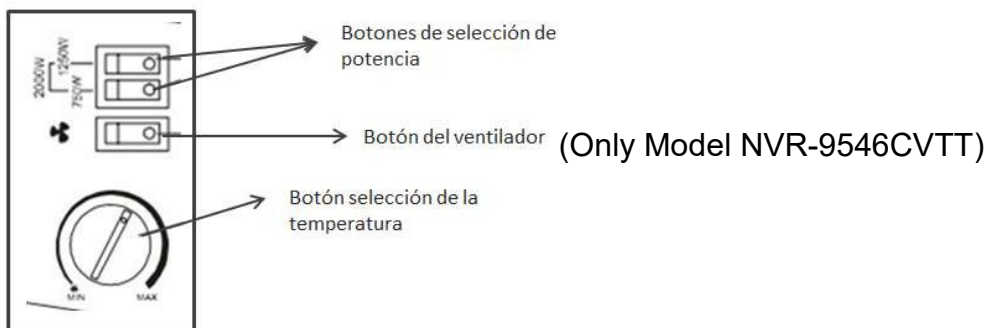 Botones de selección de
potencia
2000W
1250W
750W
Botón del ventilador (Only Model NVR-9546CVTT)
Botón selección de la
temperatura
MIN
MAX